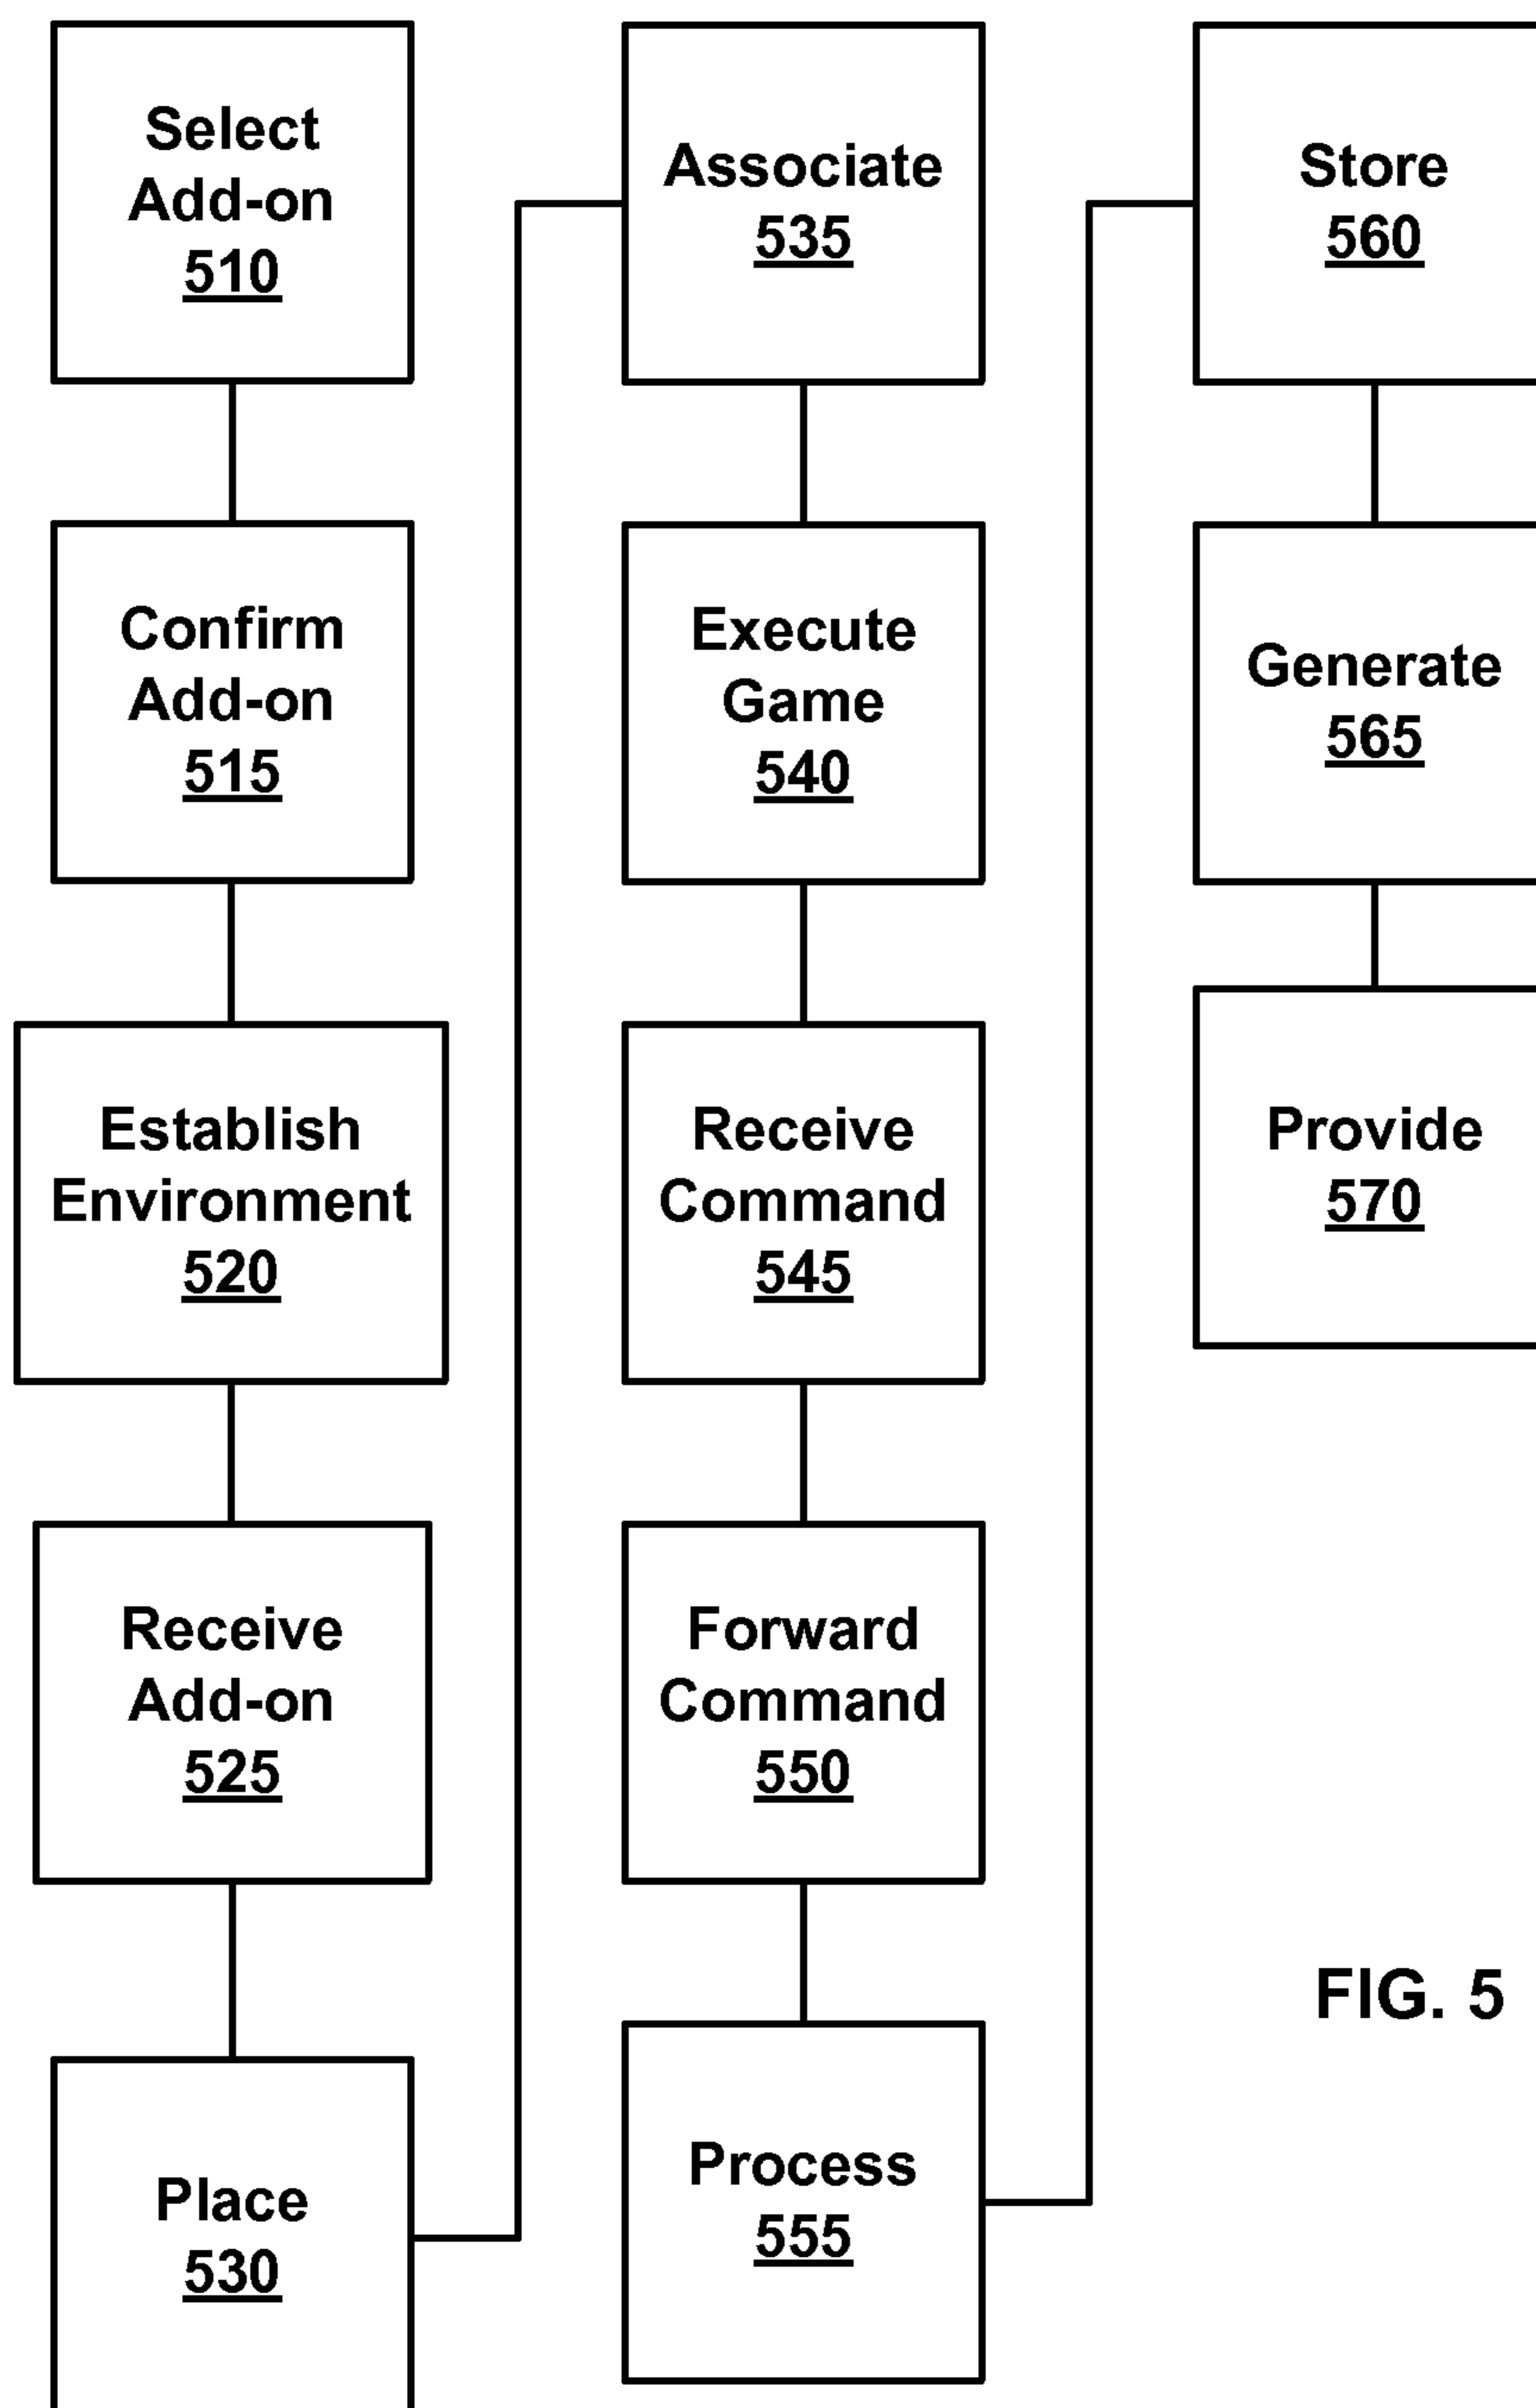 Select
Add-on
510
Confirm
Add-on
515
Establish
Environment
520
Receive
Add-on
525
Place
530
Associate
535
Execute
Game
540
Receive
Command
545
Forward
Command
550
Process
555
Store
560
Generate
565
Provide
570
FIG. 5